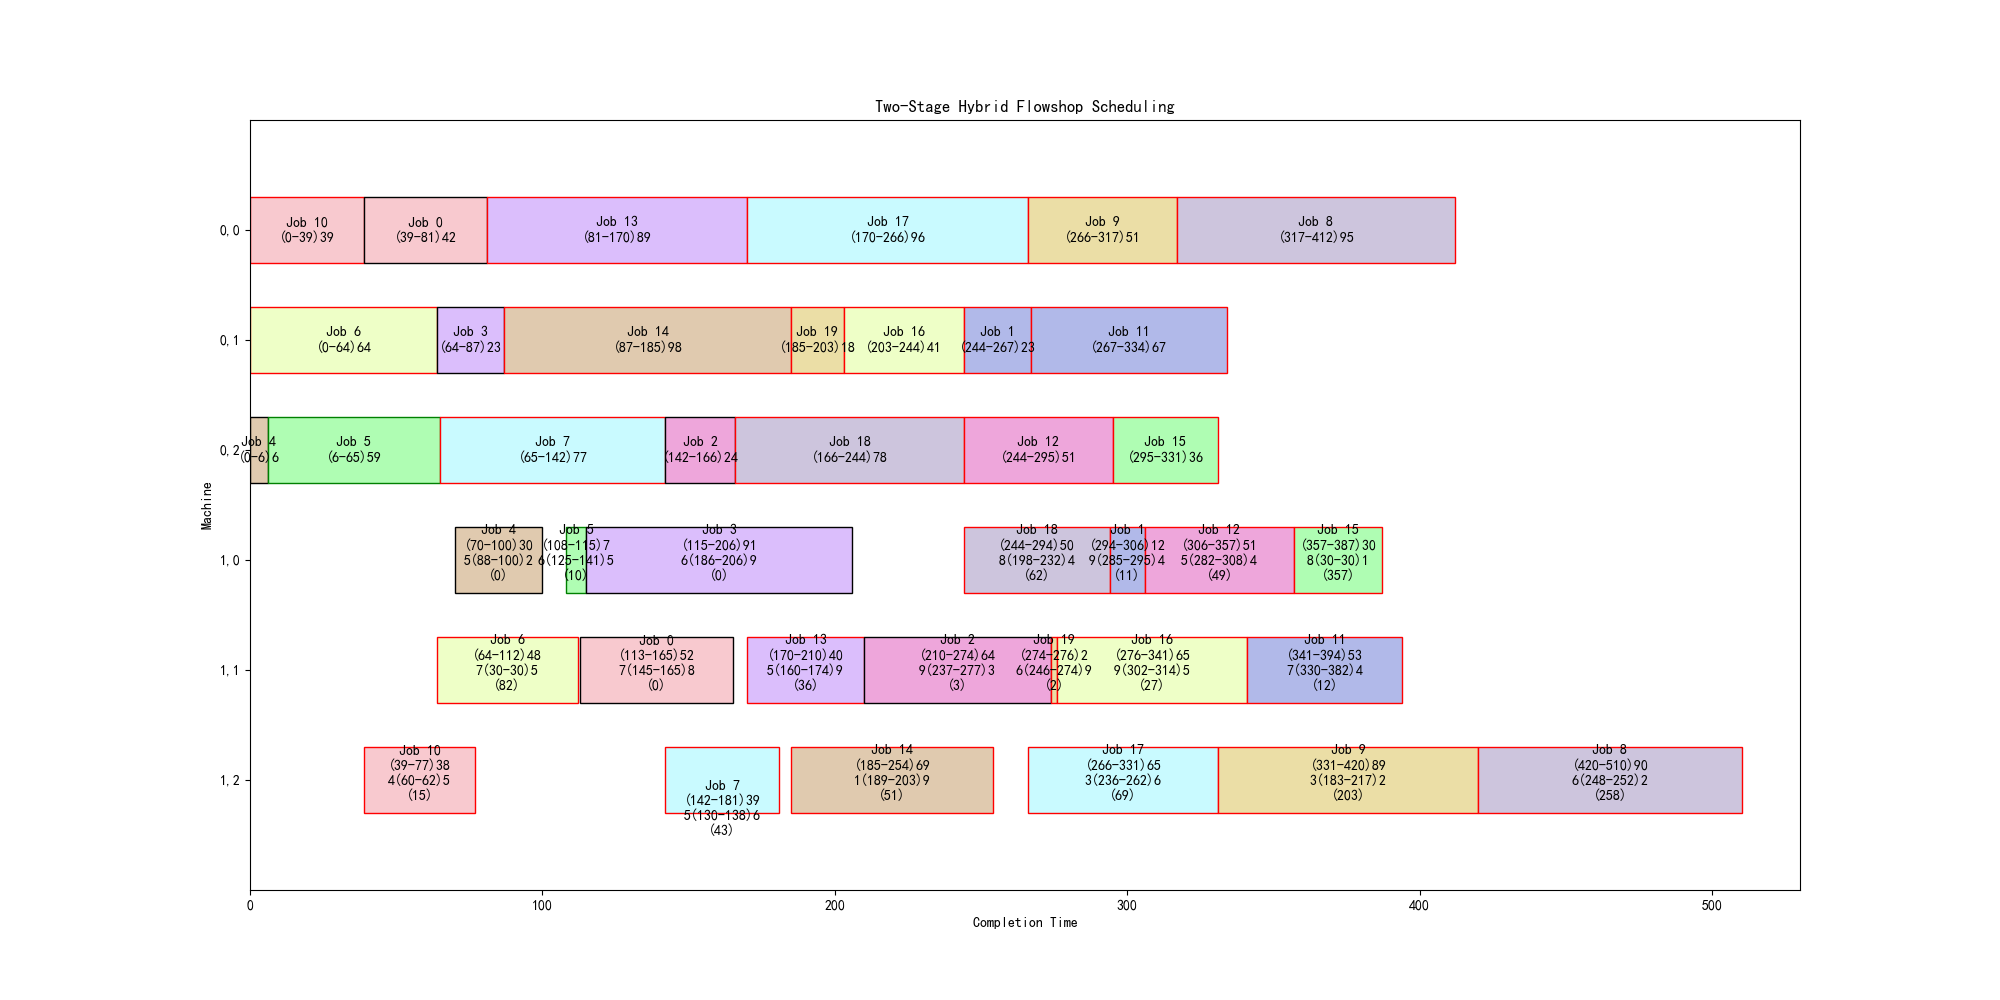 Two-Stage Hybrid Flowshop Scheduling
Machine
0,0
Job 10
(0-39)39
Job 0
(39-81)42
Job 13
(81-170)89
Job 17
(170-266)96
Job 9
(266-317)51
Job 8
(317-412)95
0,1
Job 6
(0-64)64
Job 3
(64-87)23
Job 14
(87-185)98
Job 19
(185-203)18
Job 16
(203-244)41
Job 1
(244-267)23
Job 11
(267-334)67
0,2
Job 4
(0-6)6
Job 5
(6-65)59
Job 7
(65-142)77
Job 2
(142-166)24
Job 18
(166-244)78
Job 12
(244-295)51
Job 15
(295-331)36
1,0
Job 4
(70-100)30
5(88-100)2
(0)
Job 5
(108-115)7
6(125-141)5
(10)
Job 3
(115-206)91
6(186-206)9
(0)
Job 18
(244-294)50
8(198-232)4
(62)
Job 1
(294-306)12
9(285-295)4
(11)
Job 12
(306-357)51
5(282-308)4
(49)
Job 15
(357-387)30
8(30-30)1
(357)
1,1
Job 6
(64-112)48
7(30-30)5
(82)
Job 0
(113-165)52
7(145-165)8
(0)
Job 13
(170-210)40
5(160-174)9
(36)
Job 2
(210-274)64
9(237-277)3
(3)
Job 19
(274-276)2
6(246-274)9
(2)
Job 16
(276-341)65
9(302-314)5
(27)
Job 11
(341-394)53
7(330-382)4
(12)
1,2
Job 10
(39-77)38
4(60-62)5
(15)
Job 7
(142-181)39
5(130-138)6
(43)
Job 14
(185-254)69
1(189-203)9
(51)
Job 17
(266-331)65
3(236-262)6
(69)
Job 9
(331-420)89
3(183-217)2
(203)
Job 8
(420-510)90
6(248-252)2
(258)
0
100
200
300
400
500
Completion Time